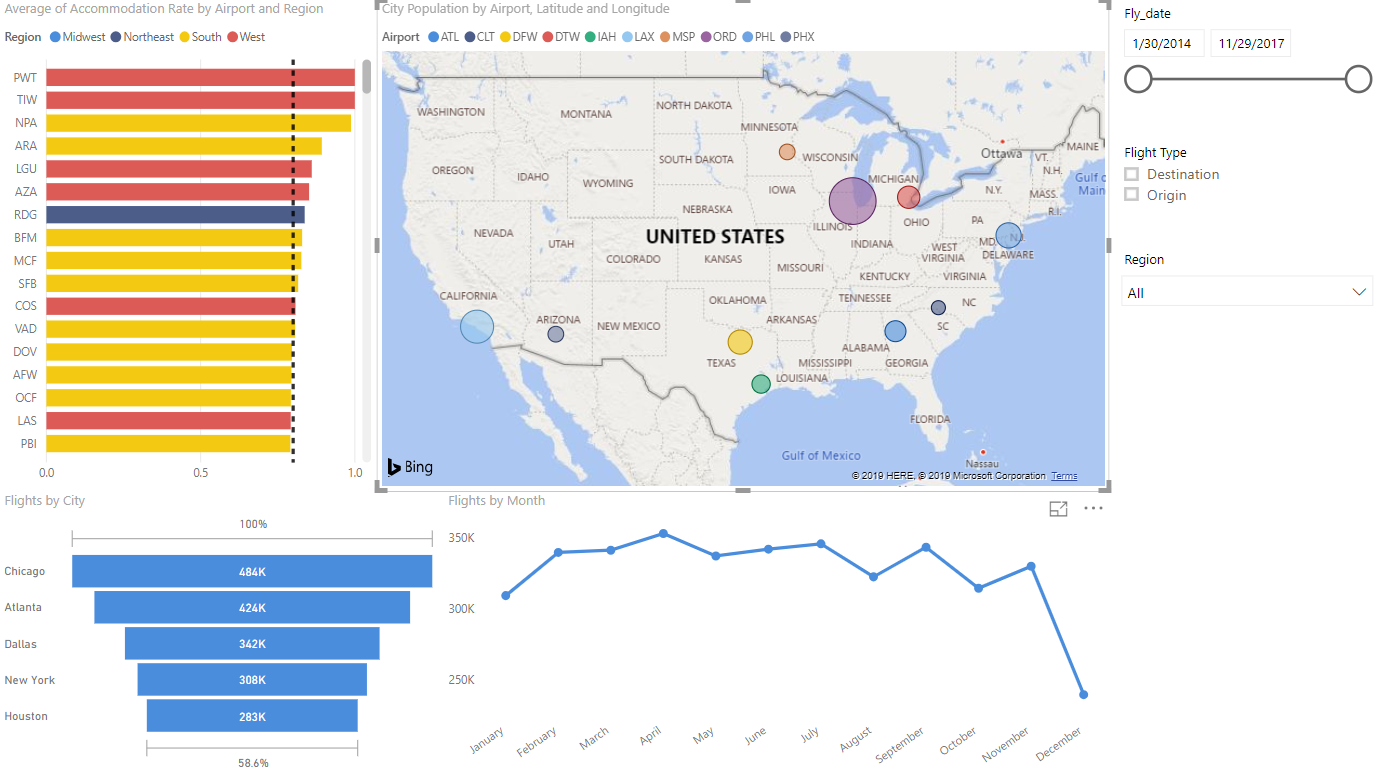 Average of Accommodation Rate by Airport and Region
Region Midwest Northeast South West
PWT
TIW
NPA
ARA
LGU
AZA
RDG
BFM
MCF
SFB
COS
VAD
DOV
AFW
OCF
LAS
PBI
0.0 0.5 1.0
City Population by Airport, Latitude and Longitude
Airport ATL CLT DFW DTW IAH LAX MSP ORD PHL PHX
WASHINGTON
MONTANA
NORTH DAKOTA
MINNESOTA
Ottawa
MAINE
VT.
N.H.
OREGON
IDAHO
WYOMING
SOUTH DAKOTA
WISCONSIN
MICHIGAN
N.Y.
MASS.
R.I.
Gulf of
Main
IOWA
NEBRASKA
NEVADA
UTAH
COLORADO
UNITED STATES
KANSAS
MISSOURI
ILLINOIS
INDIANA
OHIO
PA
MD.
N.J.
DELAWARE
WEST
VIRGINIA
VIRGINIA
KENTUCKY
CALIFORNIA
ARIZONA
NEW MEXICO
OKLAHOMA
ARKANSAS
TENNESSEE
NC
SC
TEXAS
LOUISIANA
MISSISSIPPI
ALABAMA
GEORGIA
FLORIDA
Gulf of Mexico
Nassau
Bing
© 2019 HERE, © 2019 Microsoft Corporation Terms
Fly_date
1/30/2014 11/29/2017
Flight Type
Destination
Origin
Region
All
Flights by City
100%
Chicago 484K
Atlanta 424K
Dallas 342K
New York 308K
Houston 283K
58.6%
Flights by Month
350K
300K
250K
January February March April May June July August September October November December